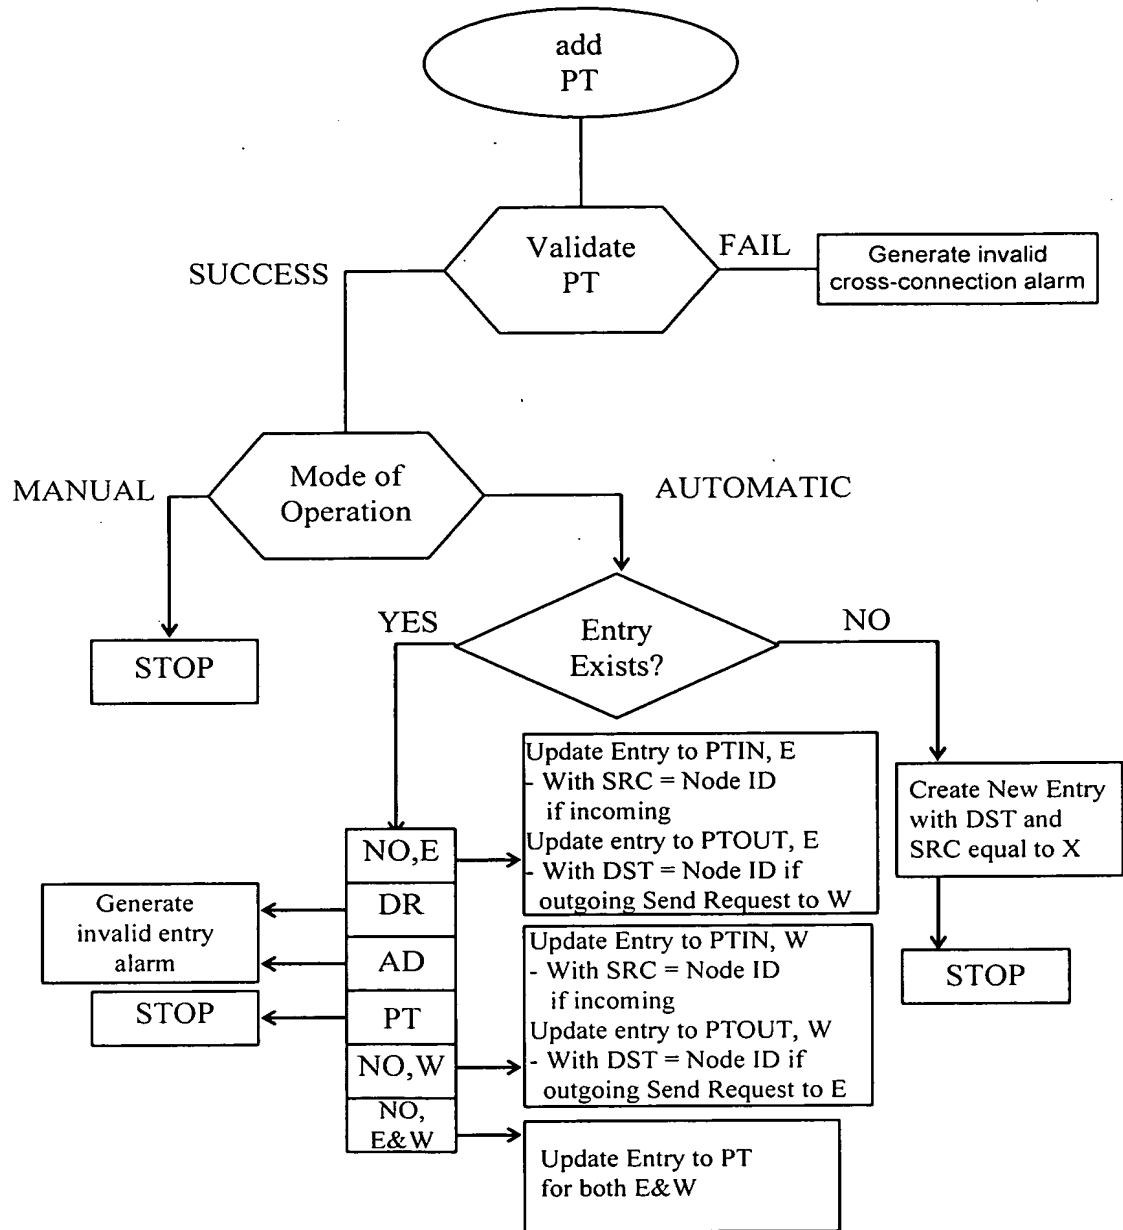 add
PT
Validate
PT
FAIL
Generate invalid
cross-connection alarm
SUCCESS
Mode of
Operation
MANUAL
AUTOMATIC
STOP
Entry
Exists?
YES
NO
Update Entry to PTIN, E
- With SRC = Node ID
if incoming
Update entry to PTOUT, E
- With DST = Node ID if
outgoing Send Request to W
Create New Entry
with DST and
SRC equal to X
STOP
NO,E
DR
AD
PT
NO,W
NO,
E&W
Generate
invalid entry
alarm
STOP
Update Entry to PTIN, W
- With SRC = Node ID
if incoming
Update entry to PTOUT, W
- With DST = Node ID if
outgoing Send Request to E
Update Entry to PT
for both E&W